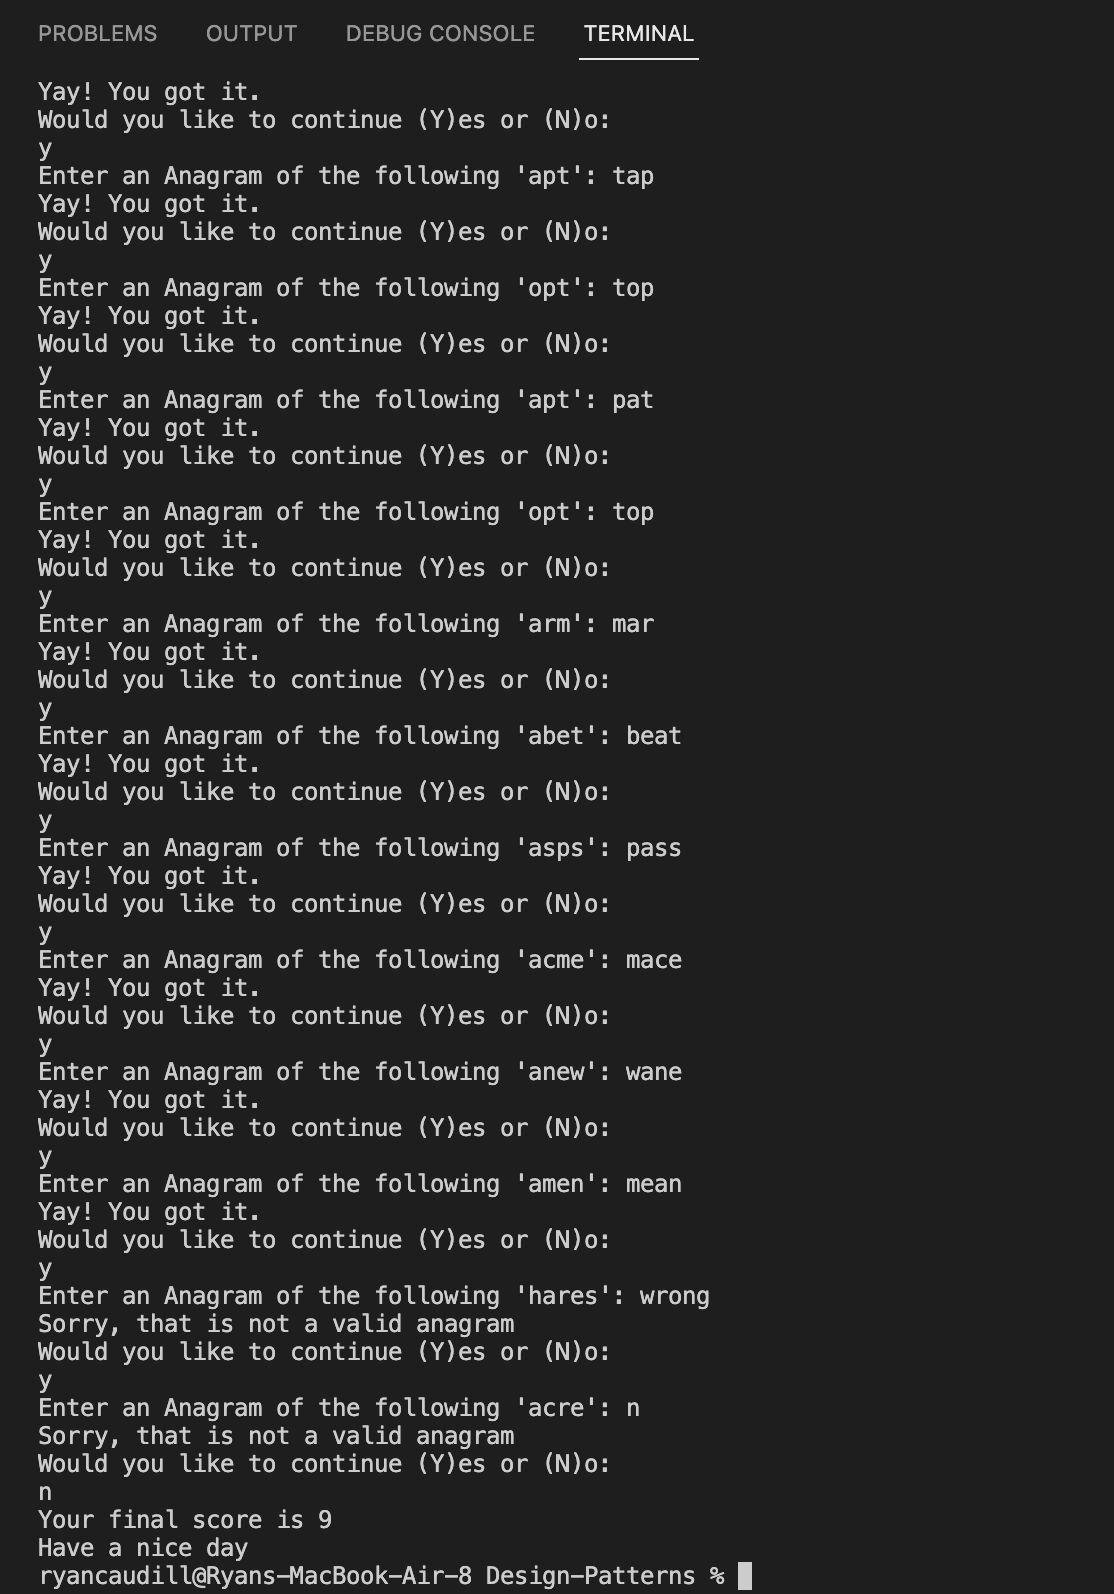 PROBLEMS OUTPUT DEBUG CONSOLE TERMINAL
Yay! You got it.
Would you like to continue (Y)es or (N)o:
y
Enter an Anagram of the following 'apt': tap
Yay! You got it.
Would you like to continue (Y)es or (N)o:
y
Enter an Anagram of the following 'opt': top
Yay! You got it.
Would you like to continue (Y)es or (N)o:
y
Enter an Anagram of the following 'apt': pat
Yay! You got it.
Would you like to continue (Y)es or (N)o:
y
Enter an Anagram of the following 'opt': top
Yay! You got it.
Would you like to continue (Y)es or (N)o:
y
Enter an Anagram of the following 'arm': mar
Yay! You got it.
Would you like to continue (Y)es or (N)o:
y
Enter an Anagram of the following 'abet': beat
Yay! You got it.
Would you like to continue (Y)es or (N)o:
y
Enter an Anagram of the following 'asps': pass
Yay! You got it.
Would you like to continue (Y)es or (N)o:
y
Enter an Anagram of the following 'acme': mace
Yay! You got it.
Would you like to continue (Y)es or (N)o:
y
Enter an Anagram of the following 'anew': wane
Yay! You got it.
Would you like to continue (Y)es or (N)o:
y
Enter an Anagram of the following 'amen': mean
Yay! You got it.
Would you like to continue (Y)es or (N)o:
y
Enter an Anagram of the following 'hares': wrong
Sorry, that is not a valid anagram
Would you like to continue (Y)es or (N)o:
y
Enter an Anagram of the following 'acre': n
Sorry, that is not a valid anagram
Would you like to continue (Y)es or (N)o:
n
Your final score is 9
Have a nice day
ryancaudill@Ryans-MacBook-Air-8 Design-Patterns %